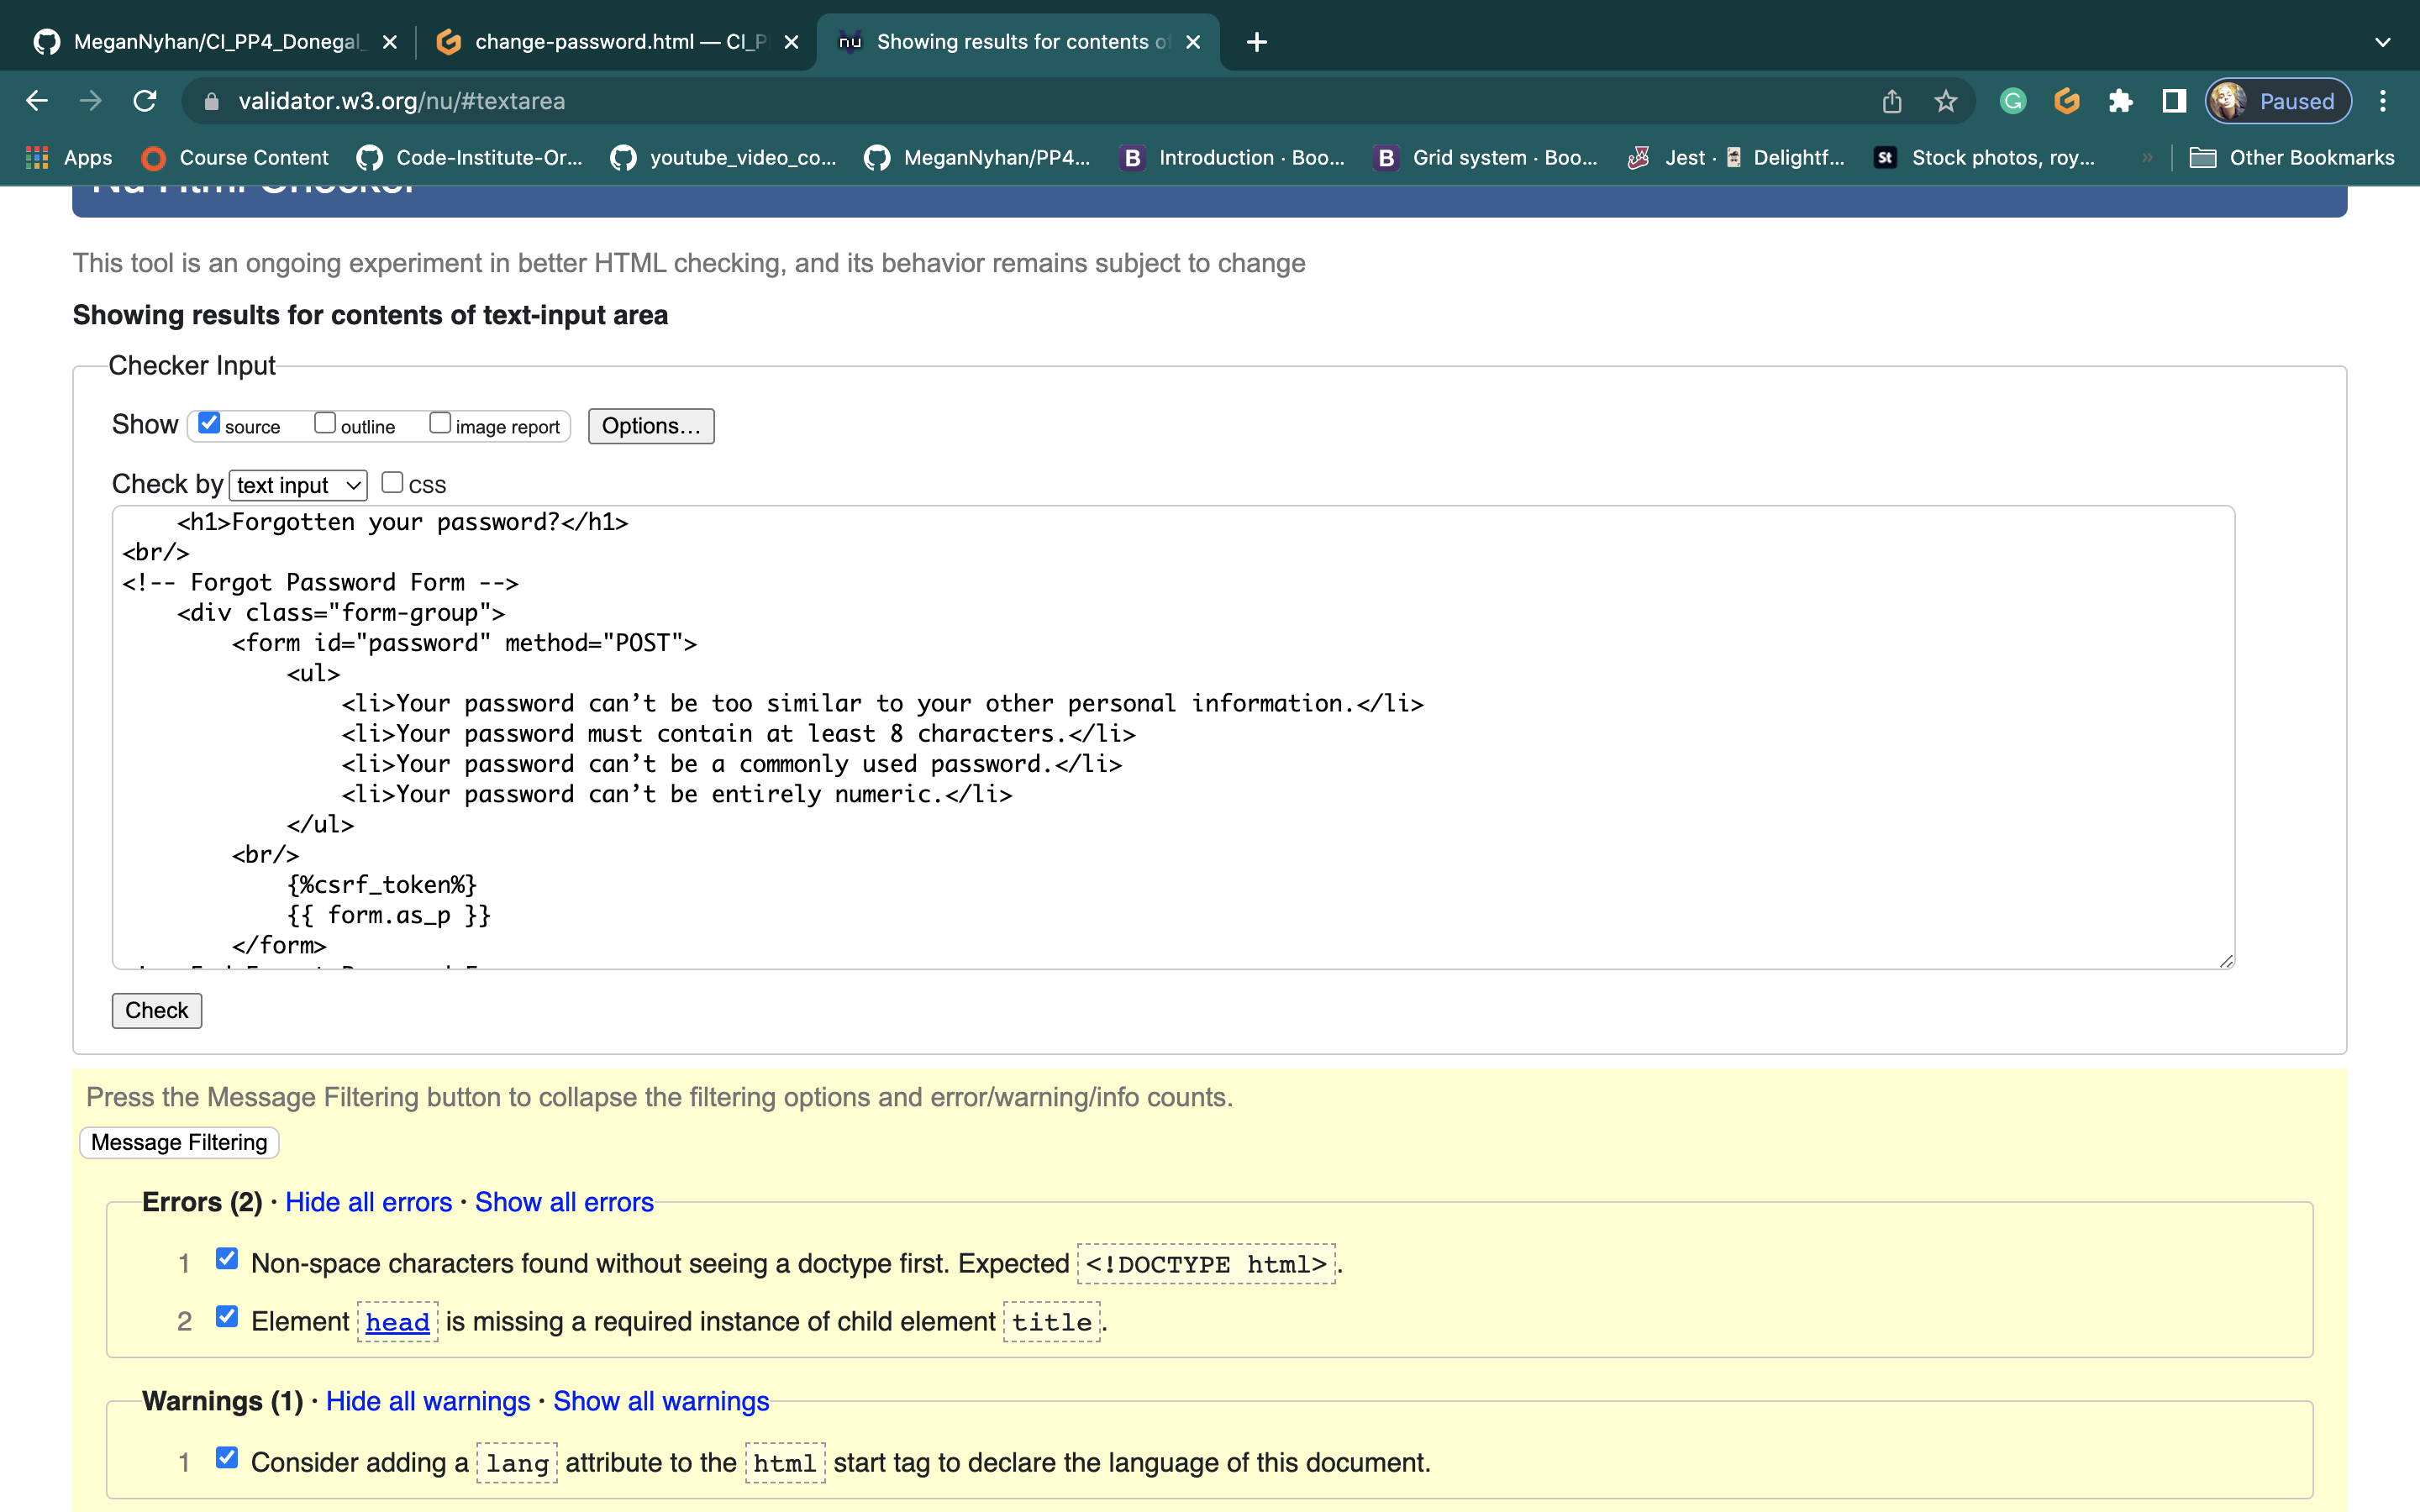 MeganNyhan/CI_PP4_Donegal_
change-password.html — CI_P
Showing results for contents of
validator.w3.org/nu/#textarea
Paused
Apps
Course Content
Code-Institute-Or...
youtube_video_co...
MeganNyhan/PP4...
Introduction · Boo...
Grid system · Boo...
Jest · Delightf...
Stock photos, roy...
»
Other Bookmarks
Nu Html Checker
This tool is an ongoing experiment in better HTML checking, and its behavior remains subject to change
Showing results for contents of text-input area
Checker Input
Show source outline image report Options...
Check by text input CSS
<h1>Forgotten your password?</h1>
<br/>
<!-- Forgot Password Form -->
<div class="form-group">
<form id="password" method="POST">
<ul>
<li>Your password can’t be too similar to your other personal information.</li>
<li>Your password must contain at least 8 characters.</li>
<li>Your password can’t be a commonly used password.</li>
<li>Your password can’t be entirely numeric.</li>
</ul>
<br/>
{%csrf_token%}
{{ form.as_p }}
</form>
Check
Press the Message Filtering button to collapse the filtering options and error/warning/info counts.
Message Filtering
Errors (2) · Hide all errors · Show all errors
1 Non-space characters found without seeing a doctype first. Expected <!DOCTYPE html>.
2 Element head is missing a required instance of child element title.
Warnings (1) · Hide all warnings · Show all warnings
1 Consider adding a lang attribute to the html start tag to declare the language of this document.